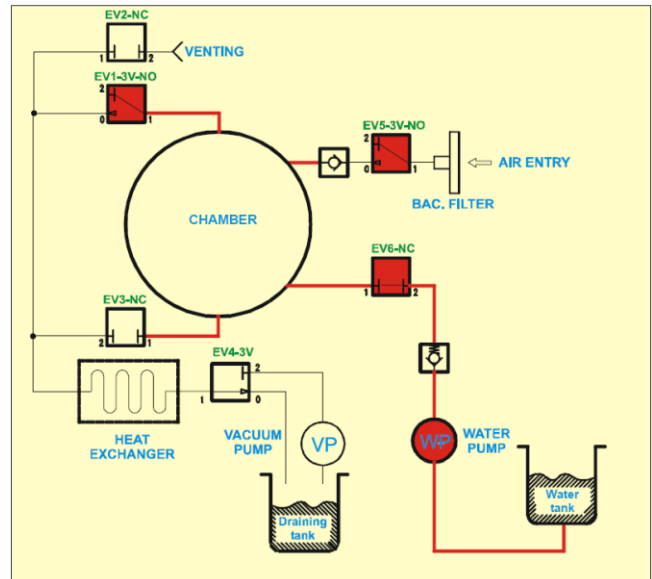 EV2-NC
1 2
VENTING
EV1-3V-NO
2
0 1
EV5-3V-NO
2
0 1
AIR ENTRY
BAC. FILTER
CHAMBER
EV6-NC
1 2
EV3-NC
2 1
EV4-3V
2
1 0
HEAT
EXCHANGER
VACUUM
PUMP
VP
WP
WATER
PUMP
Water
tank
Draining
tank